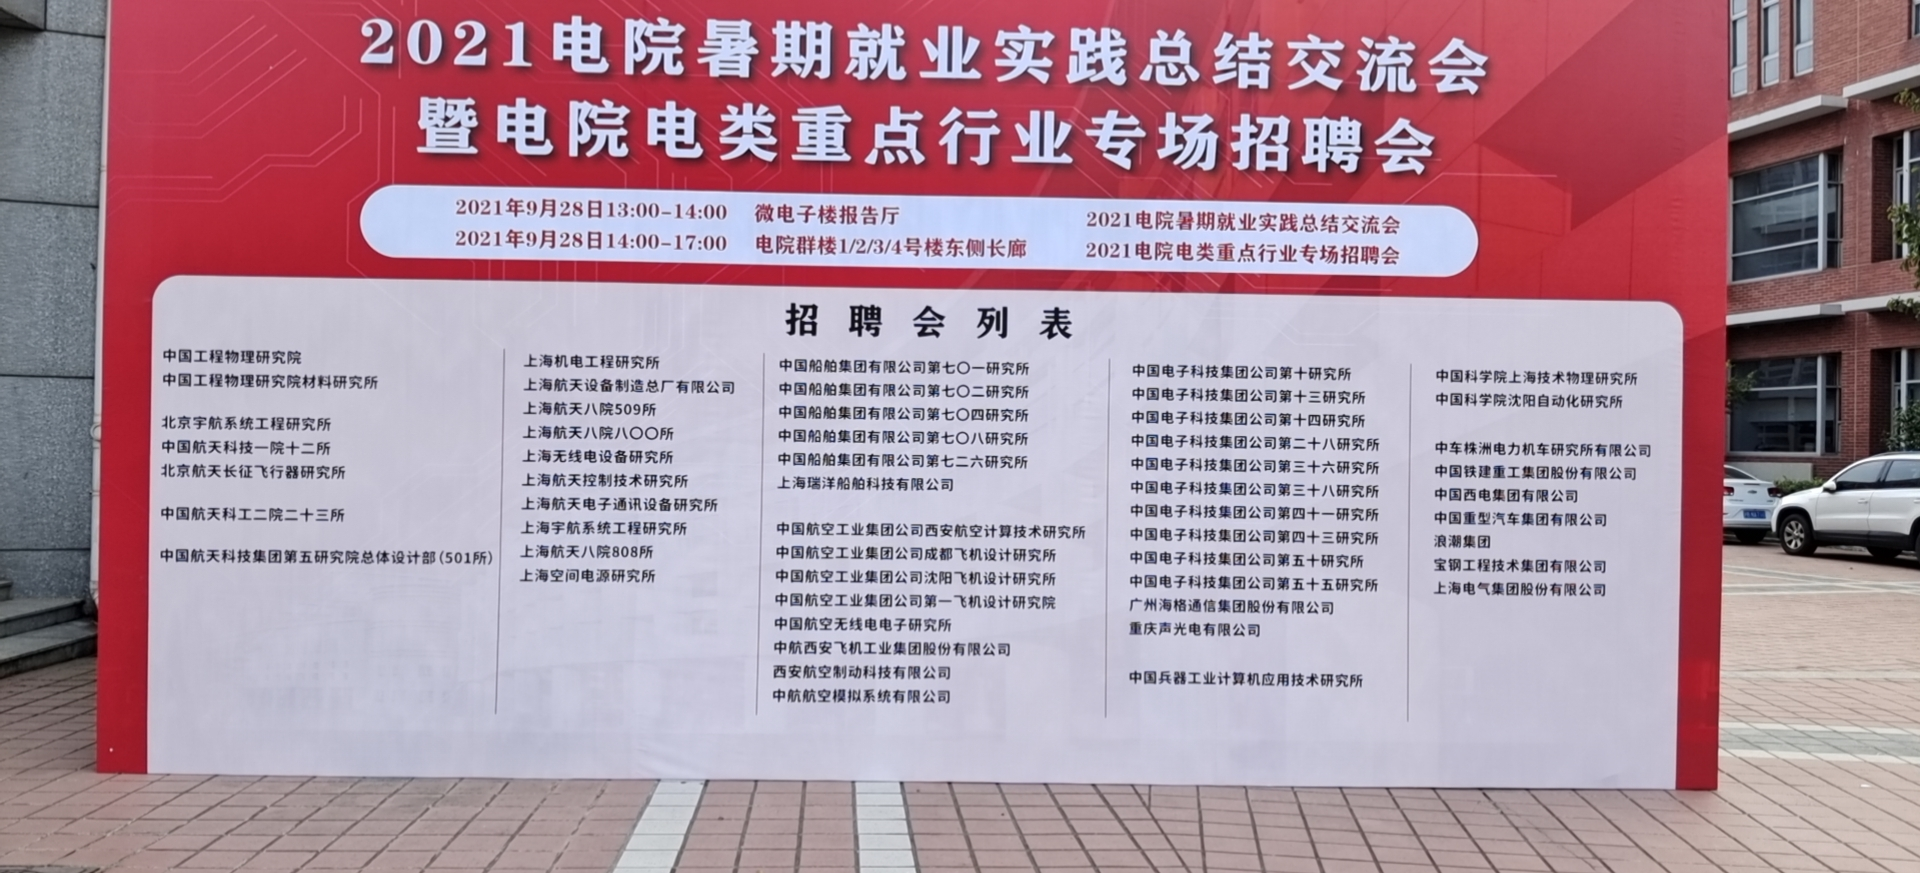 2021电院暑期就业实践总结交流会
暨电院电类重点行业专场招聘会
2021年9月28日13:00-14:00 微电子楼报告厅 2021电院暑期就业实践总结交流会
2021年9月28日14:00-17:00 电院群楼1/2/3/4号楼东侧长廊 2021电院电类重点行业专场招聘会
招聘会列表
中国工程物理研究院
中国工程物理研究院材料研究所
北京宇航系统工程研究所
中国航天科技一院十二所
北京航天长征飞行器研究所
中国航天科工二院二十三所
中国航天科技集团第五研究院总体设计部(501所)
上海机电工程研究所
上海航天设备制造总厂有限公司
上海航天八院509所
上海航天八院八〇〇所
上海无线电设备研究所
上海航天控制技术研究所
上海航天电子通讯设备研究所
上海宇航系统工程研究所
上海航天八院808所
上海空间电源研究所
中国船舶集团有限公司第七〇一研究所
中国船舶集团有限公司第七〇二研究所
中国船舶集团有限公司第七〇四研究所
中国船舶集团有限公司第七〇八研究所
中国船舶集团有限公司第七二六研究所
上海瑞洋船舶科技有限公司
中国航空工业集团公司西安航空计算技术研究所
中国航空工业集团公司成都飞机设计研究所
中国航空工业集团公司沈阳飞机设计研究所
中国航空工业集团公司第一飞机设计研究院
中国航空无线电电子研究所
中航西安飞机工业集团股份有限公司
西安航空制动科技有限公司
中航航空模拟系统有限公司
中国电子科技集团公司第十研究所
中国电子科技集团公司第十三研究所
中国电子科技集团公司第十四研究所
中国电子科技集团公司第二十八研究所
中国电子科技集团公司第三十六研究所
中国电子科技集团公司第三十八研究所
中国电子科技集团公司第四十一研究所
中国电子科技集团公司第四十三研究所
中国电子科技集团公司第五十研究所
中国电子科技集团公司第五十五研究所
广州海格通信集团股份有限公司
重庆声光电有限公司
中国兵器工业计算机应用技术研究所
中国科学院上海技术物理研究所
中国科学院沈阳自动化研究所
中车株洲电力机车研究所有限公司
中国铁建重工集团股份有限公司
中国西电集团有限公司
中国重型汽车集团有限公司
浪潮集团
宝钢工程技术集团有限公司
上海电气集团股份有限公司